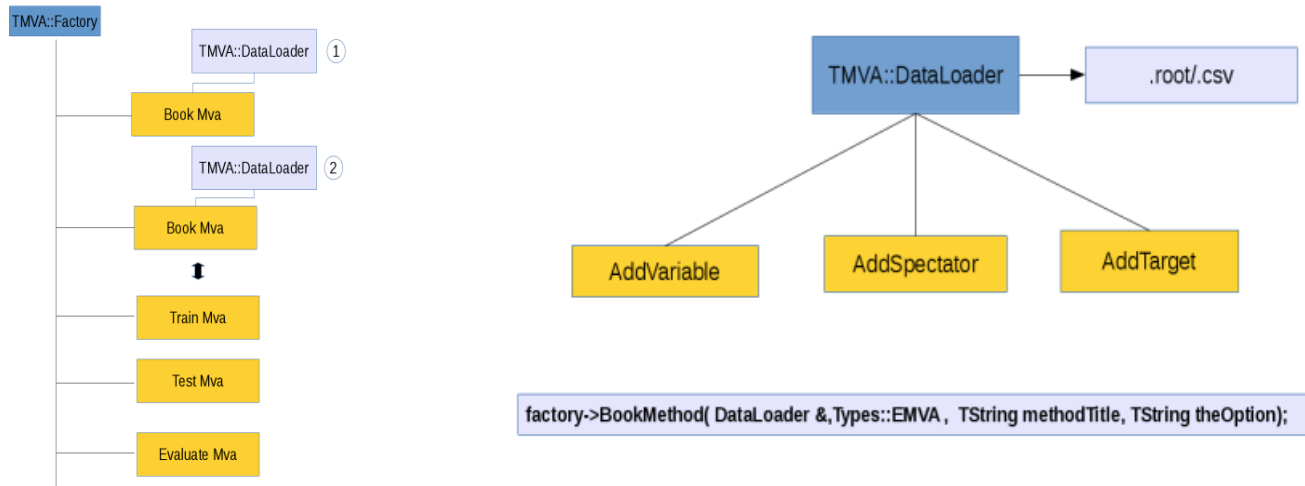 TMVA::Factory
TMVA::DataLoader
1
Book Mva
TMVA::DataLoader
2
Book Mva
Train Mva
Test Mva
Evaluate Mva
TMVA::DataLoader
.root/.csv
AddVariable
AddSpectator
AddTarget
factory->BookMethod( DataLoader &,Types::EMVA , TString methodTitle, TString theOption);